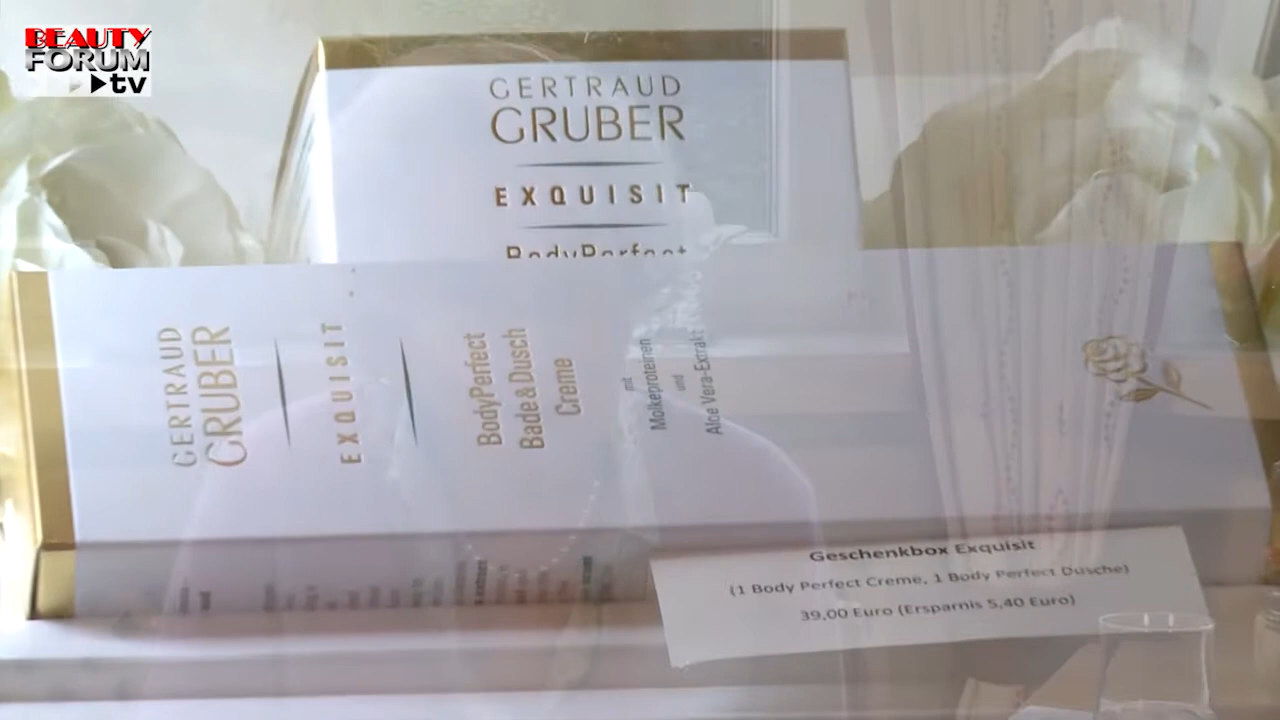 BEAUTY
FORUM
tv
GERTRAUD
GRUBER
EXQUISIT
BodyPerfect
GERTRAUD
GRUBER
EXQUISIT
BodyPerfect
Bade & Dusch
Creme
mit
Molkeproteinen
und
Aloe Vera-Extrakt
Geschenkbox Exquisit
(1 Body Perfect Creme, 1 Body Perfect Dusche)
39,00 Euro (Ersparnis 5,40 Euro)